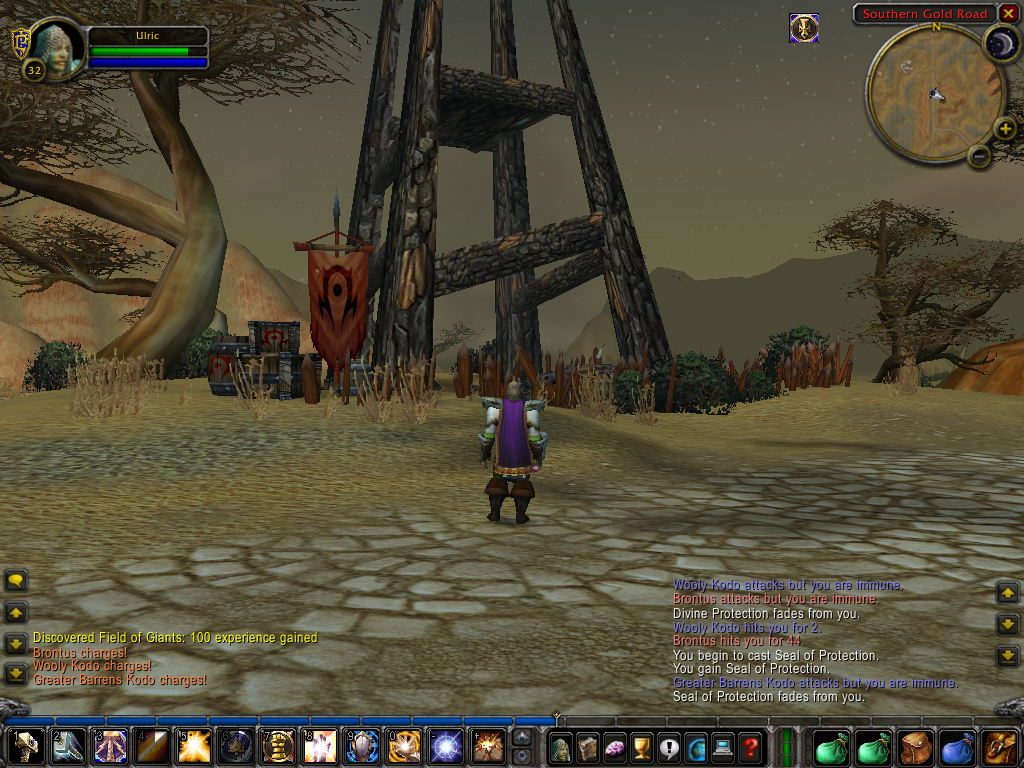 Ulric
32
Southern Gold Road
N
Discovered Field of Giants: 100 experience gained
Brontus charges!
Wooly Kodo charges!
Greater Barrens Kodo charges!
Wooly Kodo attacks but you are immune.
Brontus attacks but you are immune.
Divine Protection fades from you.
Wooly Kodo hits you for 2.
Brontus hits you for 44.
You begin to cast Seal of Protection.
You gain Seal of Protection.
Greater Barrens Kodo attacks but you are immune.
Seal of Protection fades from you.